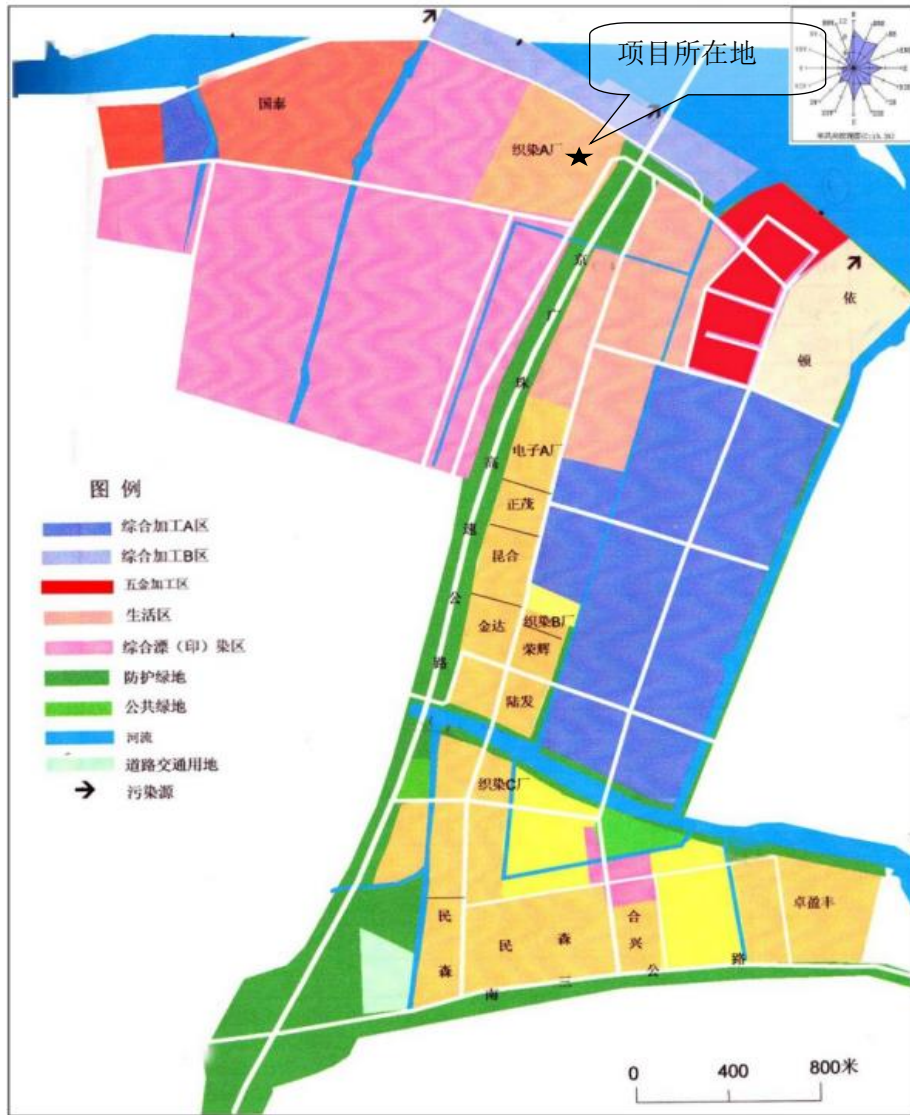 项目所在地
国泰
织染A厂
依
顿
京
广
珠
高
速
公
路
电子A厂
正茂
昆合
金达
织染B厂
荣辉
陆发
织染C厂
民
森
民
森
合
兴
卓盈丰
南
三
公
路
图 例
综合加工A区
综合加工B区
五金加工区
生活区
综合漂（印）染区
防护绿地
公共绿地
河流
道路交通用地
污染源
0 400 800米